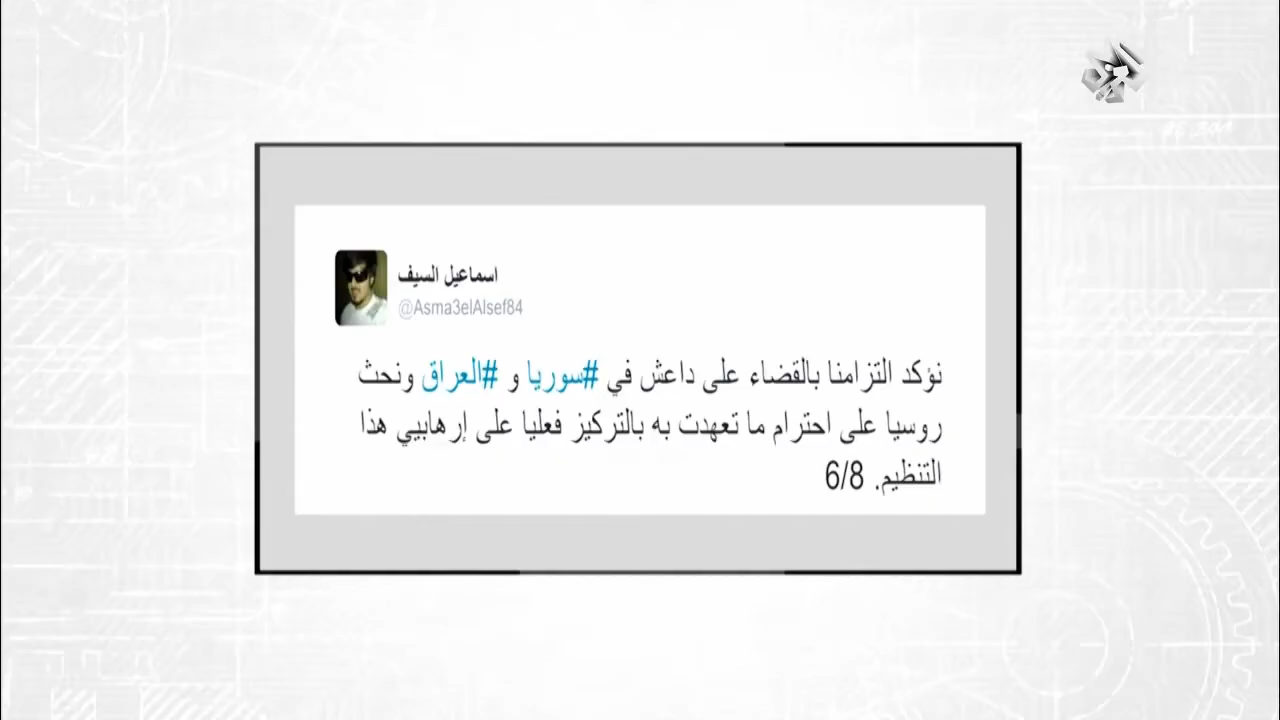 اسماعيل السيف
@Asma3elAlsef84
نؤكد التزامنا بالقضاء على داعش في #سوريا و #العراق ونحث
روسيا على احترام ما تعهدت به بالتركيز فعليا على إرهابيي هذا
التنظيم. 6/8